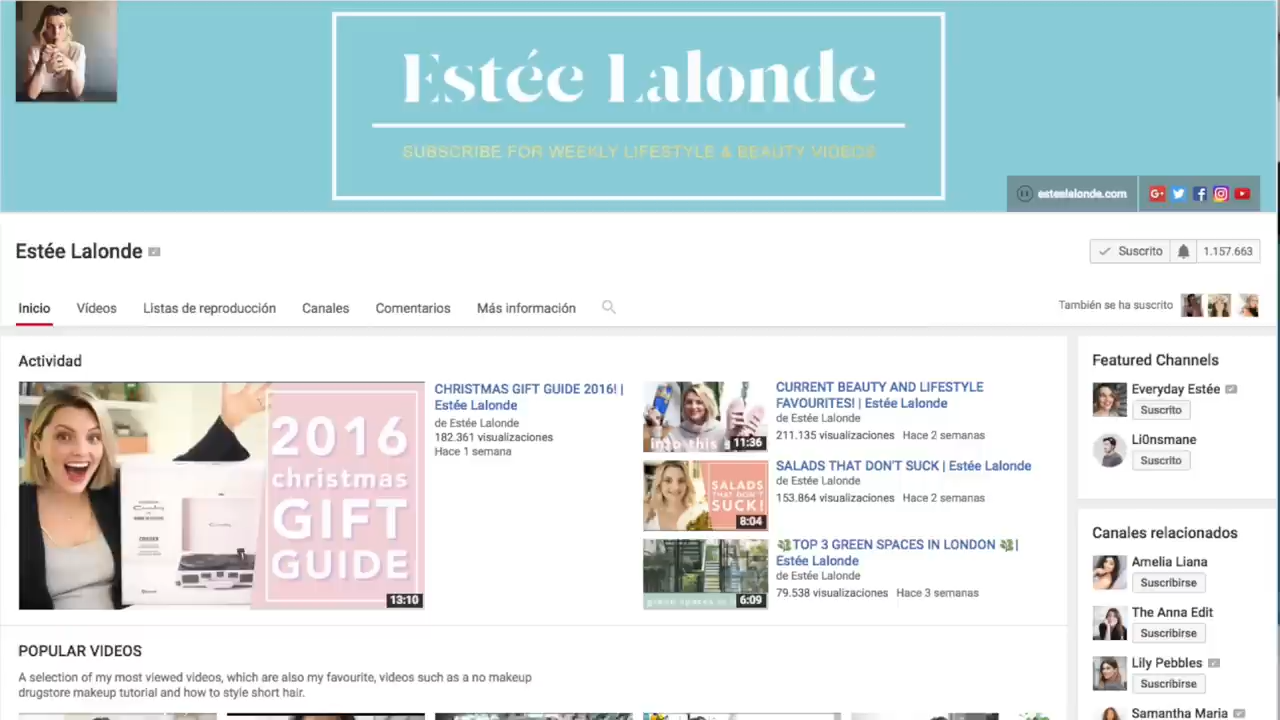 Estée Lalonde
SUBSCRIBE FOR WEEKLY LIFESTYLE & BEAUTY VIDEOS
esteelalonde.com
Estée Lalonde
Suscrito
1.157.663
Inicio
Vídeos
Listas de reproducción
Canales
Comentarios
Más información
También se ha suscrito
Actividad
2016
christmas
GIFT
GUIDE
13:10
CHRISTMAS GIFT GUIDE 2016! |
Estée Lalonde
de Estée Lalonde
182.361 visualizaciones
Hace 1 semana
into this s
11:36
CURRENT BEAUTY AND LIFESTYLE
FAVOURITES! | Estée Lalonde
de Estée Lalonde
211.135 visualizaciones Hace 2 semanas
SALADS
THAT DON'T
SUCK!
8:04
SALADS THAT DON'T SUCK | Estée Lalonde
de Estée Lalonde
153.864 visualizaciones Hace 2 semanas
green spaces
6:09
🌿TOP 3 GREEN SPACES IN LONDON 🌿 |
Estée Lalonde
de Estée Lalonde
79.538 visualizaciones Hace 3 semanas
POPULAR VIDEOS
A selection of my most viewed videos, which are also my favourite, videos such as a no makeup
drugstore makeup tutorial and how to style short hair.
Featured Channels
Everyday Estée
Suscrito
Li0nsmane
Suscrito
Canales relacionados
Amelia Liana
Suscribirse
The Anna Edit
Suscribirse
Lily Pebbles
Suscribirse
Samantha Maria